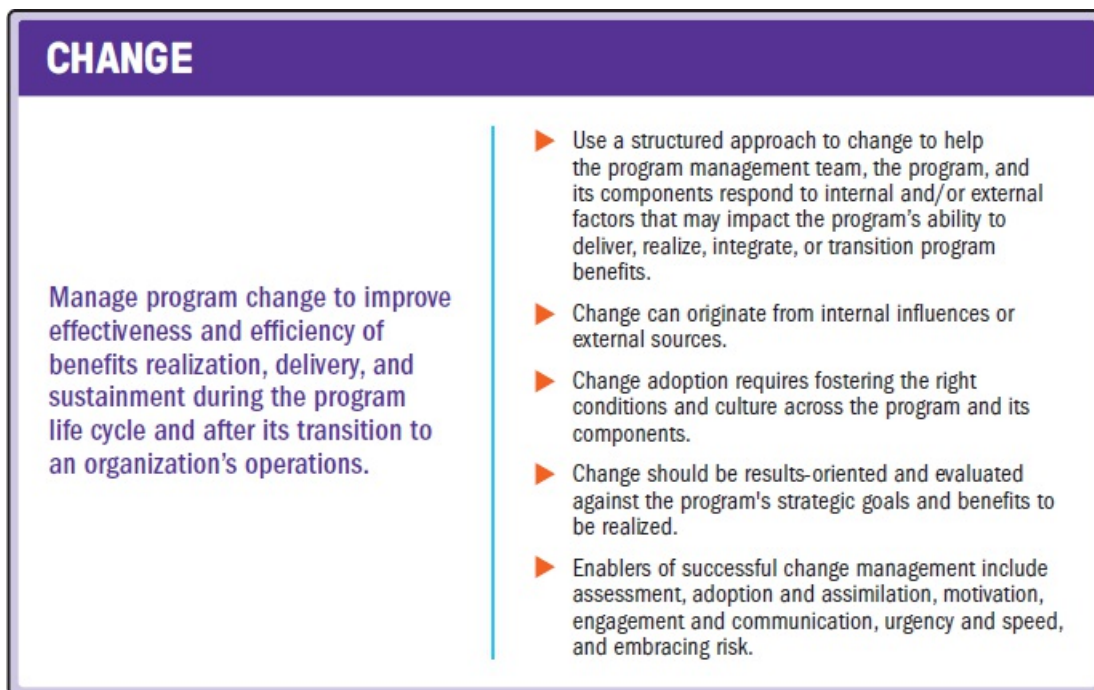 CHANGE
Manage program change to improve
effectiveness and efficiency of
benefits realization, delivery, and
sustainment during the program
life cycle and after its transition to
an organization’s operations.
Use a structured approach to change to help
the program management team, the program, and
its components respond to internal and/or external
factors that may impact the program’s ability to
deliver, realize, integrate, or transition program
benefits.
Change can originate from internal influences or
external sources.
Change adoption requires fostering the right
conditions and culture across the program and its
components.
Change should be results-oriented and evaluated
against the program's strategic goals and benefits to
be realized.
Enablers of successful change management include
assessment, adoption and assimilation, motivation,
engagement and communication, urgency and speed,
and embracing risk.